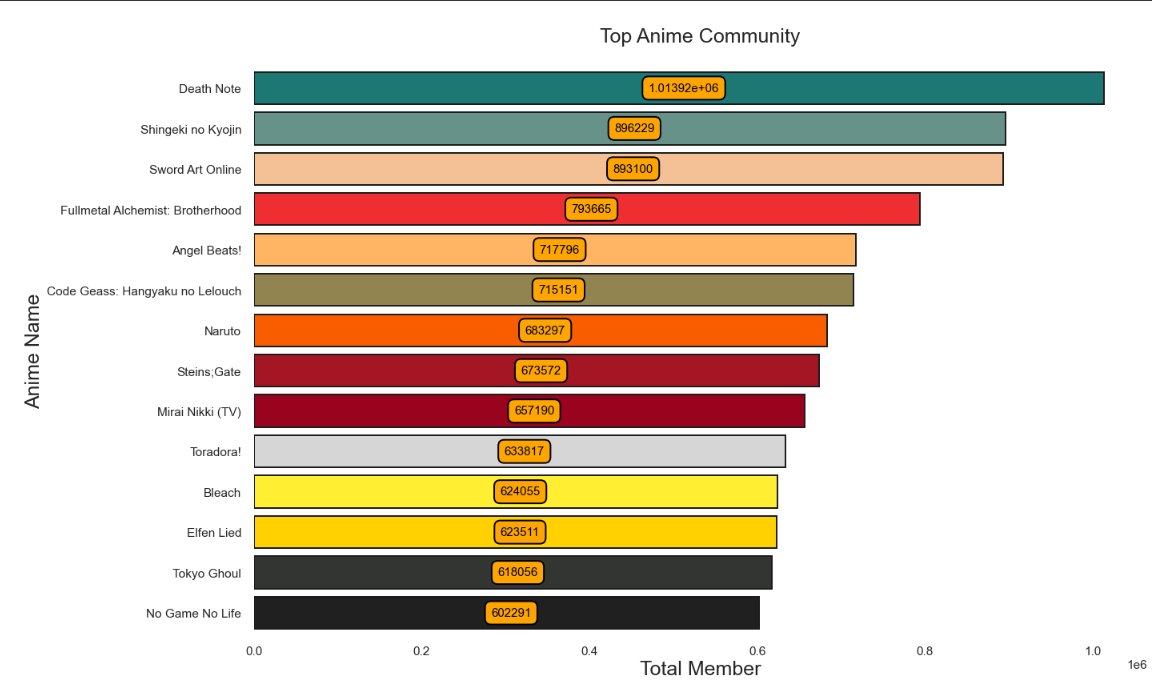 Top Anime Community
Death Note 1.01392e+06
Shingeki no Kyojin 896229
Sword Art Online 893100
Fullmetal Alchemist: Brotherhood 793665
Angel Beats! 717796
Code Geass: Hangyaku no Lelouch 715151
Naruto 683297
Steins;Gate 673572
Mirai Nikki (TV) 657190
Toradora! 633817
Bleach 624055
Elfen Lied 623511
Tokyo Ghoul 618056
No Game No Life 602291
Anime Name
0.0 0.2 0.4 0.6 0.8 1.0
1e6
Total Member